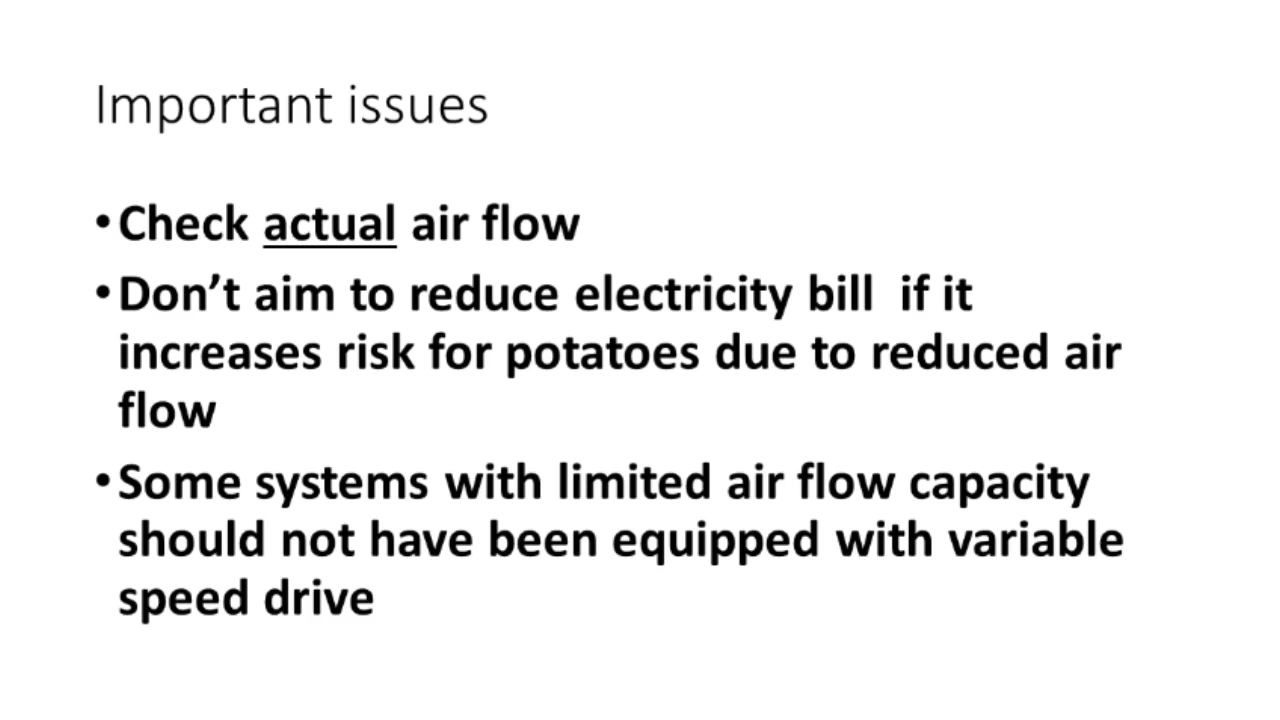 Important issues
•Check actual air flow
•Don’t aim to reduce electricity bill  if it
increases risk for potatoes due to reduced air
flow
•Some systems with limited air flow capacity
should not have been equipped with variable
speed drive